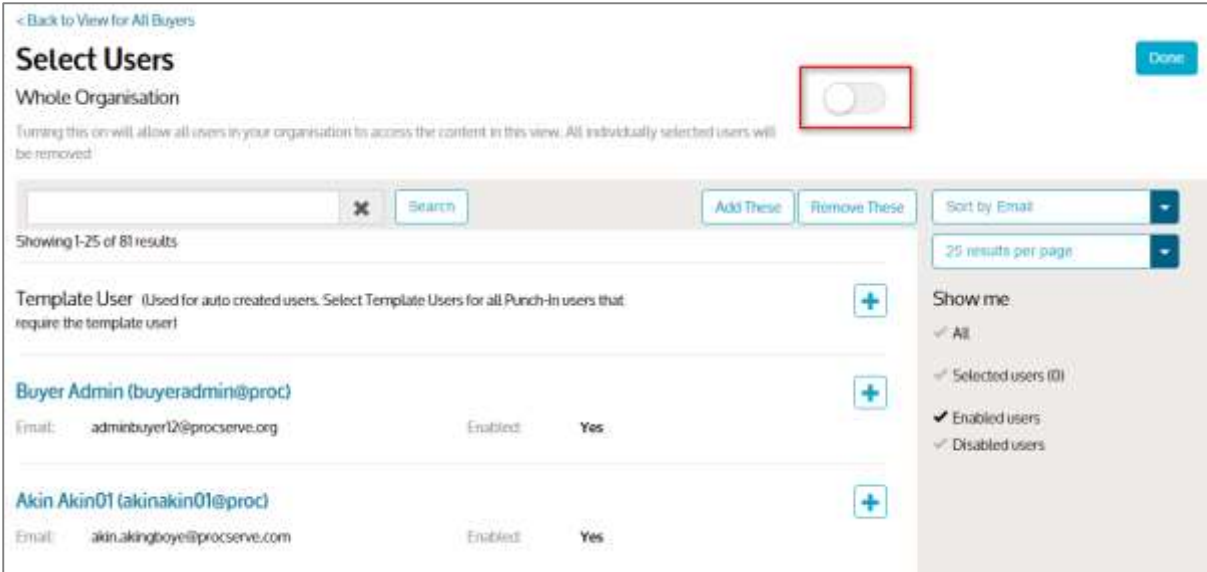 < Back to View for All Buyers
Select Users
Done
Whole Organisation
Turning this on will allow all users in your organisation to access the content in this view. All individually selected users will
be removed
Search
Add These
Remove These
Sort by Email
Showing 1-25 of 81 results
25 results per page
Template User (Used for auto created users. Select Template Users for all Punch-In users that
require the template user)
Show me
All
Selected users (0)
Enabled users
Disabled users
Buyer Admin (buyeradmin@proc)
Email: adminbuyer12@procserve.org Enabled: Yes
Akin Akin01 (akinakin01@proc)
Email: akin.akingboye@procserve.com Enabled: Yes